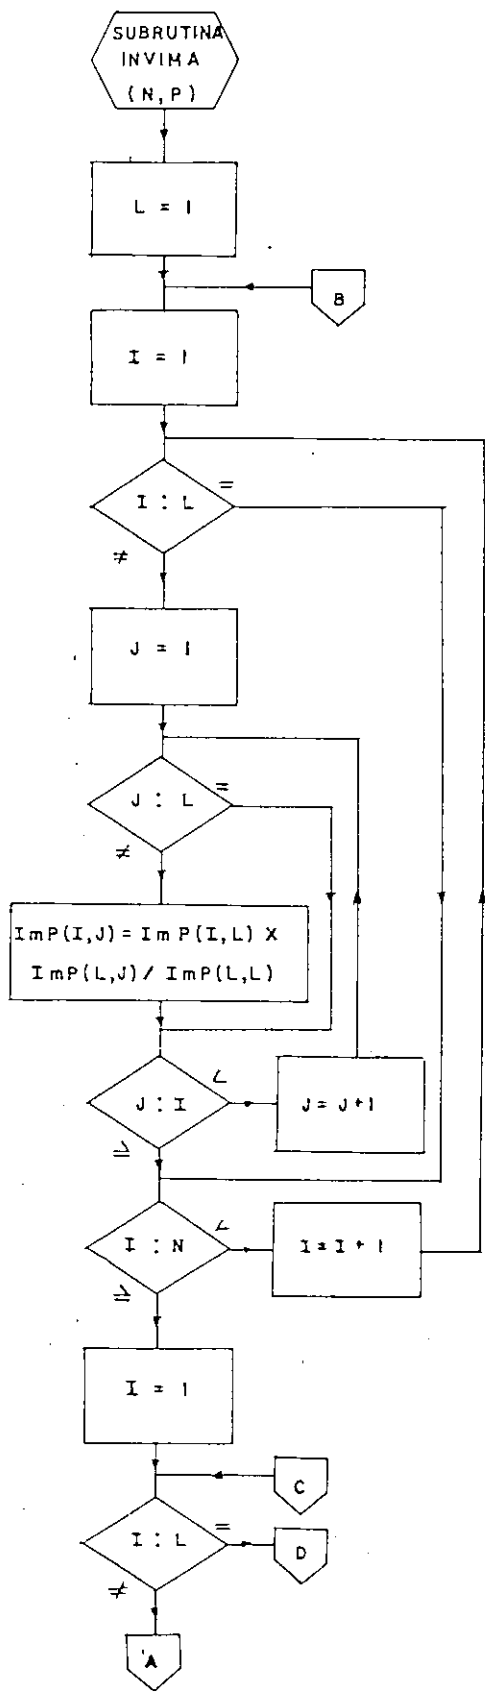 SUBRUTINA
INVIMA
(N,P)
L = 1
B
I = 1
I : L
=
≠
J = 1
J : L
=
≠
ImP(I,J)=ImP(I,L) X
ImP(L,J)/ImP(L,L)
J : I
<
≥
J=J+1
I : N
<
≥
I=I+1
I = 1
C
I : L
=
D
≠
A